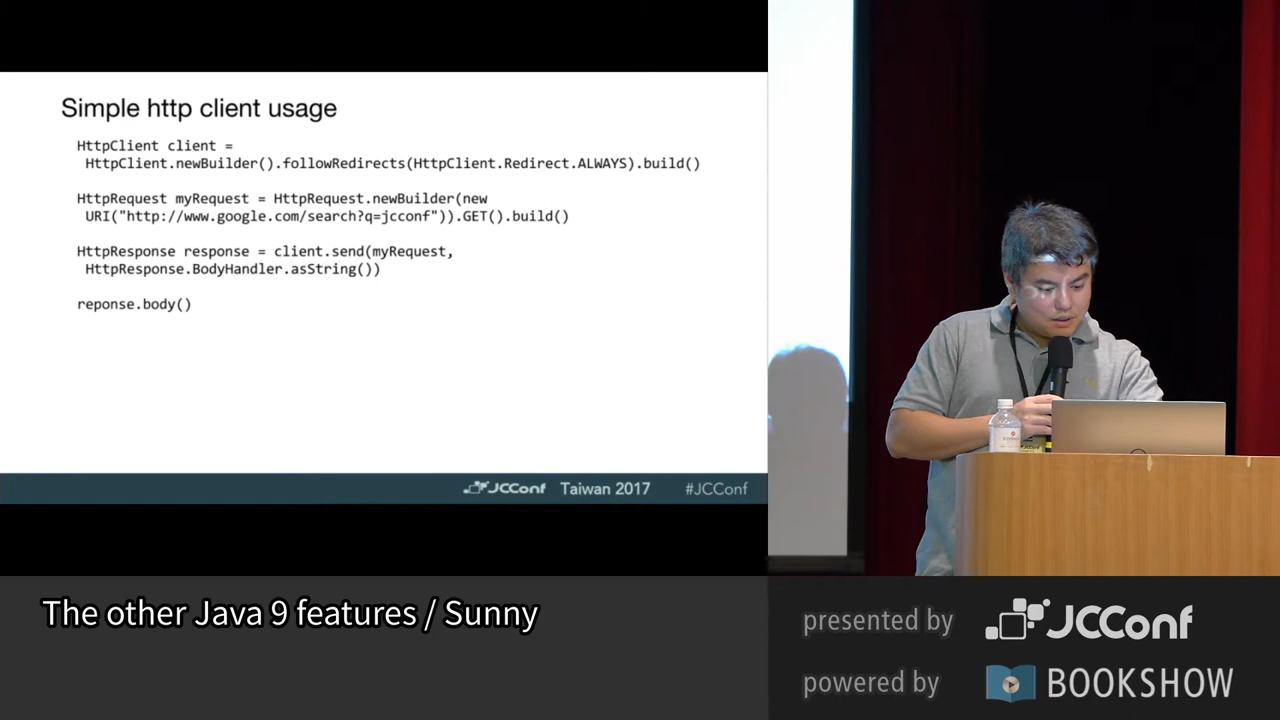 Simple http client usage
HttpClient client =
HttpClient.newBuilder().followRedirects(HttpClient.Redirect.ALWAYS).build()
HttpRequest myRequest = HttpRequest.newBuilder(new
URI("http://www.google.com/search?q=jcconf")).GET().build()
HttpResponse response = client.send(myRequest,
HttpResponse.BodyHandler.asString())
reponse.body()
JCConf Taiwan 2017 #JCConf
The other Java 9 features / Sunny
presented by JCConf
powered by BOOKSHOW